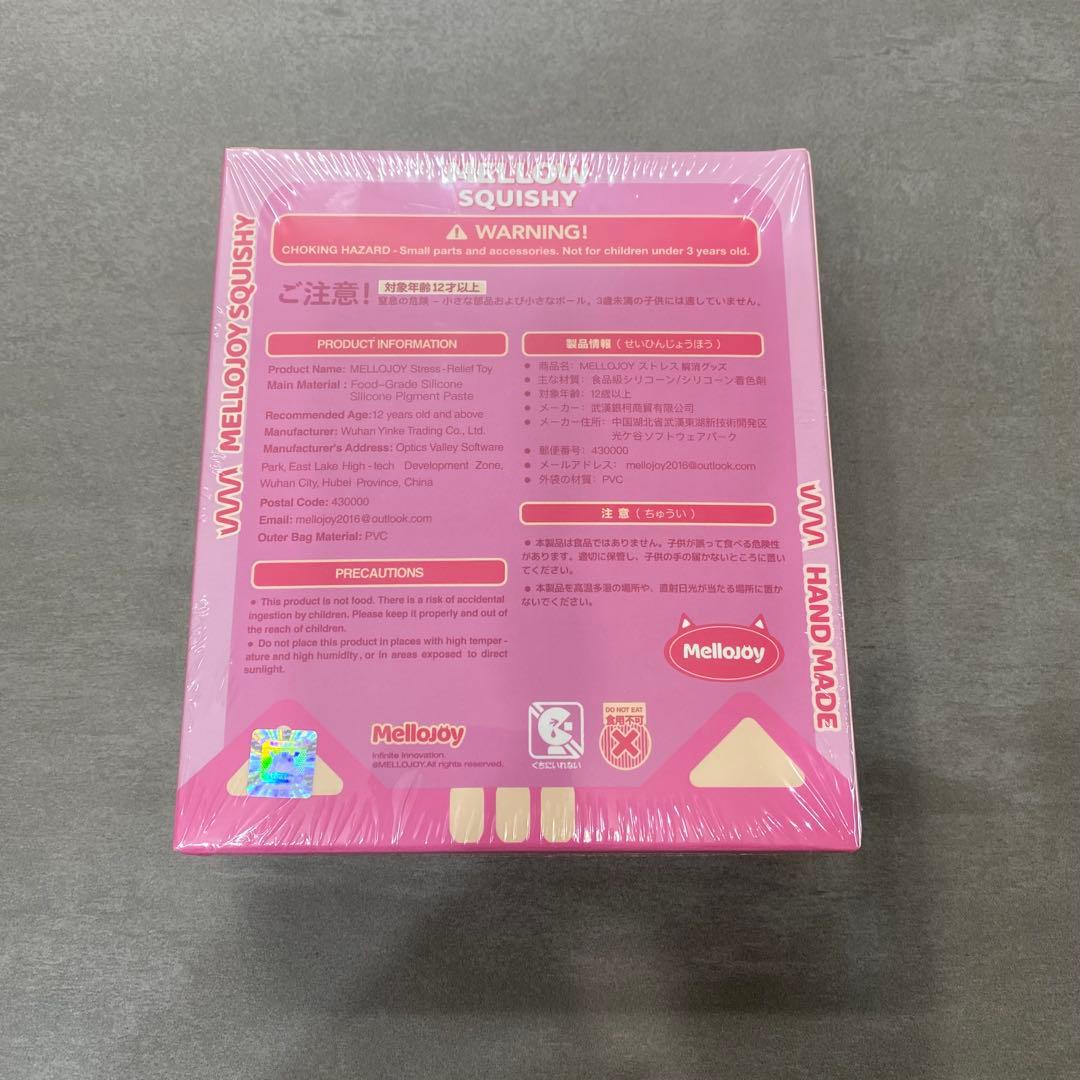 MELLOW
SQUISHY
WARNING!
CHOKING HAZARD - Small parts and accessories. Not for children under 3 years old.
ご注意!
対象年齢12才以上
窒息の危険 - 小さな部品および小さなボール。3歳未満の子供には適していません。
PRODUCT INFORMATION
Product Name: MELLOJOY Stress-Relief Toy
Main Material : Food-Grade Silicone
Silicone Pigment Paste
Recommended Age:12 years old and above
Manufacturer: Wuhan Yinke Trading Co., Ltd.
Manufacturer's Address: Optics Valley Software
Park, East Lake High-tech Development Zone,
Wuhan City, Hubei Province, China
Postal Code: 430000
Email: mellojoy2016@outlook.com
Outer Bag Material: PVC
PRECAUTIONS
• This product is not food. There is a risk of accidental
ingestion by children. Please keep it properly and out of
the reach of children.
• Do not place this product in places with high temper-
ature and high humidity, or in areas exposed to direct
sunlight.
製品情報（せいひんじょうほう）
• 商品名: MELLOJOY ストレス解消グッズ
• 主な材質: 食品級シリコーン/シリコーン着色剤
• 対象年齢: 12歳以上
• メーカー: 武漢銀柯商貿有限公司
• メーカー住所: 中国湖北省武漢東湖新技術開発区
光ケ谷ソフトウェアパーク
• 郵便番号: 430000
• メールアドレス: mellojoy2016@outlook.com
• 外袋の材質: PVC
注意（ちゅうい）
• 本製品は食品ではありません。子供が誤って食べる危険性
があります。適切に保管し、子供の手の届かないところに置い
てください。
• 本製品を高温多湿の場所や、直射日光が当たる場所に置か
ないでください。
MelloJoy
MelloJoy
Infinite Innovation.
@MELLOJOY.All rights reserved.
くちにいれない
DO NOT EAT
食用不可
MELLOJOY SQUISHY
HAND MADE